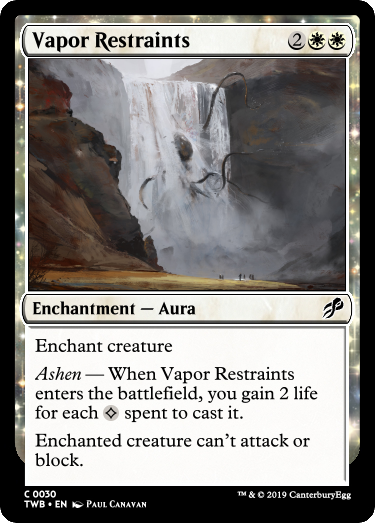 Vapor Restraints 2
Enchantment — Aura
Enchant creature
Ashen — When Vapor Restraints
enters the battlefield, you gain 2 life
for each spent to cast it.
Enchanted creature can't attack or
block.
C 0030
TWB • EN Paul Canavan
™ & © 2019 CanterburyEgg